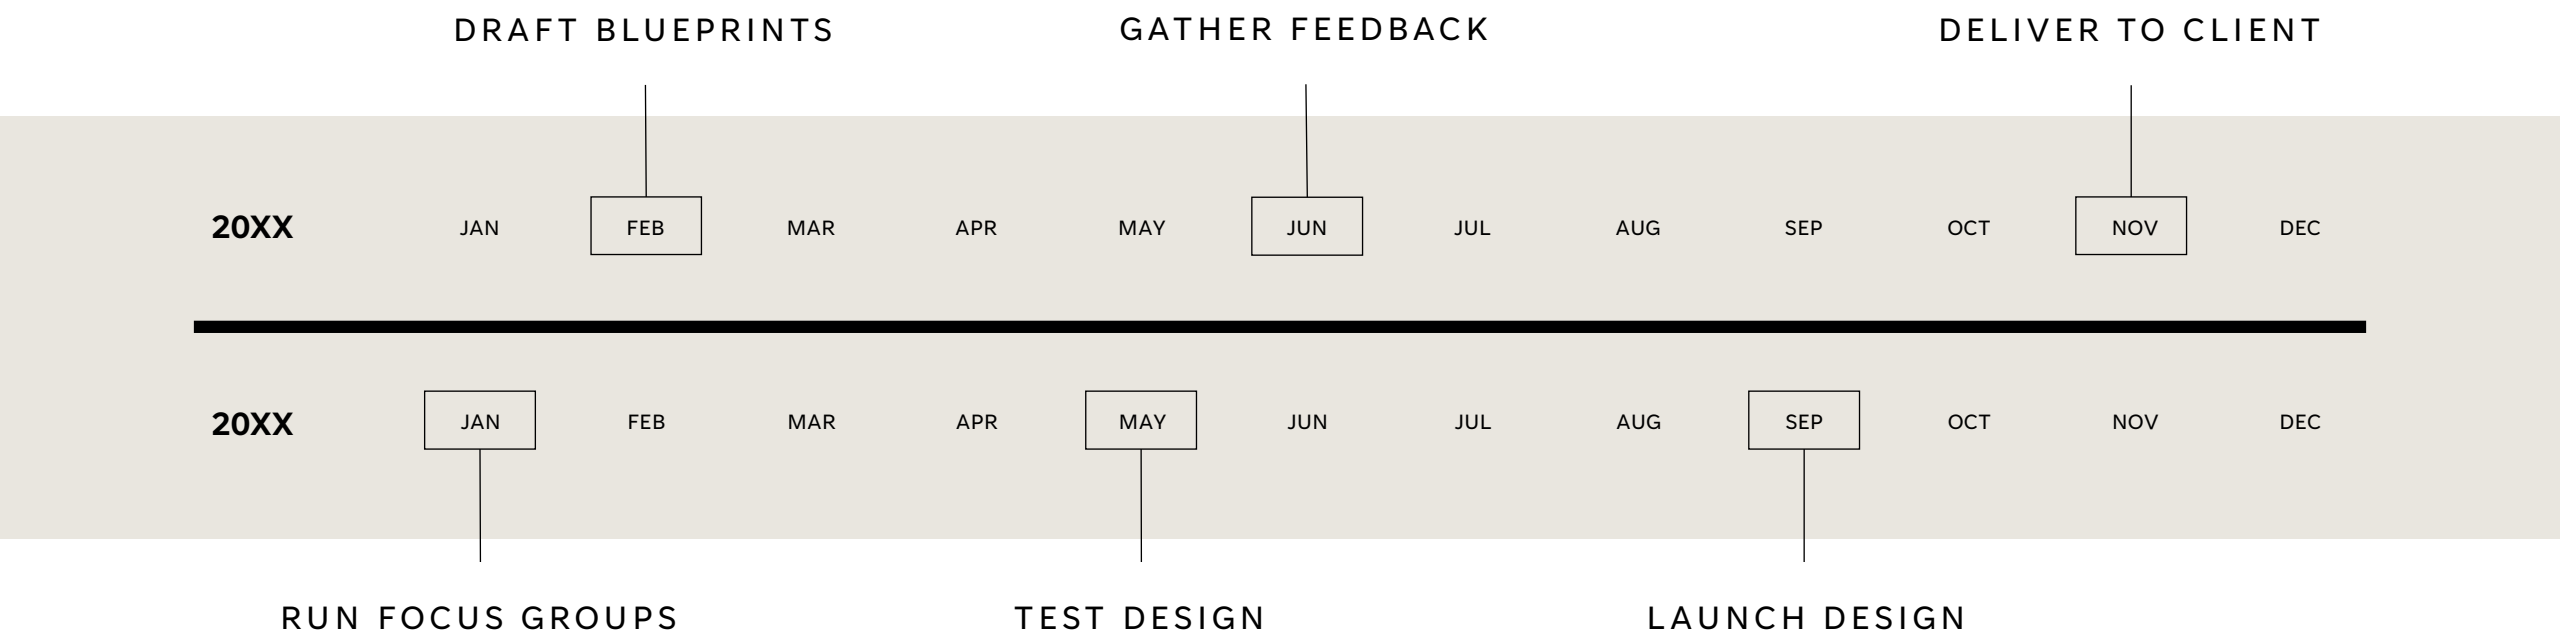 DRAFT BLUEPRINTS GATHER FEEDBACK DELIVER TO CLIENT
20XX JAN FEB MAR APR MAY JUN JUL AUG SEP OCT NOV DEC
20XX JAN FEB MAR APR MAY JUN JUL AUG SEP OCT NOV DEC
RUN FOCUS GROUPS TEST DESIGN LAUNCH DESIGN